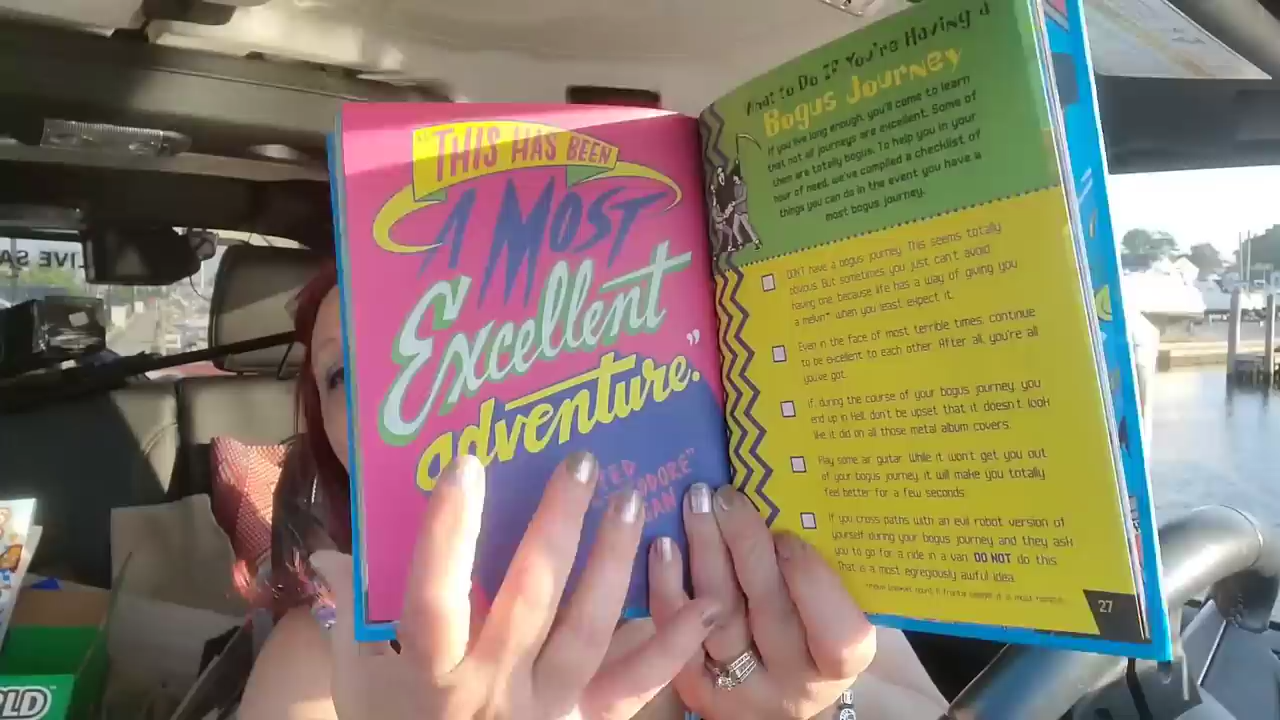 "THIS HAS BEEN
A MOST
Excellent
adventure."
TED
What to Do If You're Having a
Bogus Journey
If you live long enough, you'll come to learn
that not all journeys are excellent. Some of
them are totally bogus. To help you in your
hour of need, we've compiled a checklist of
things you can do in the event you have a
most bogus journey.
DON'T have a bogus journey. This seems totally
obvious. But sometimes you just can't avoid
having one, because life has a way of giving you
a melvin* when you least expect it.
Even in the face of most terrible times, continue
to be excellent to each other. After all, you're all
you've got.
If, during the course of your bogus journey, you
end up in Hell, don't be upset that it doesn't look
like it did on all those metal album covers.
Play some air guitar. While it won't get you out
of your bogus journey, it will make you totally
feel better for a few seconds.
If you cross paths with an evil robot version of
yourself during your bogus journey and they ask
you to go for a ride in a van, DO NOT do this.
That is a most egregiously awful idea.
27
LIVE SA
RLD